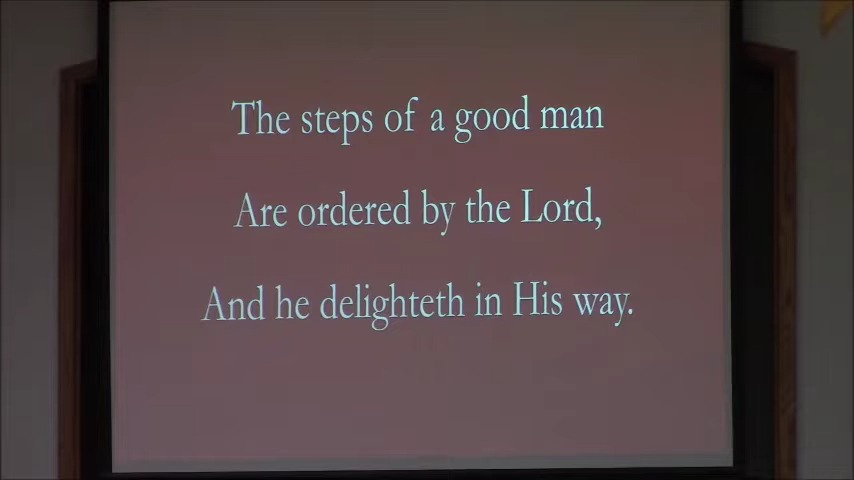 The steps of a good man
Are ordered by the Lord,
And he delighteth in His way.